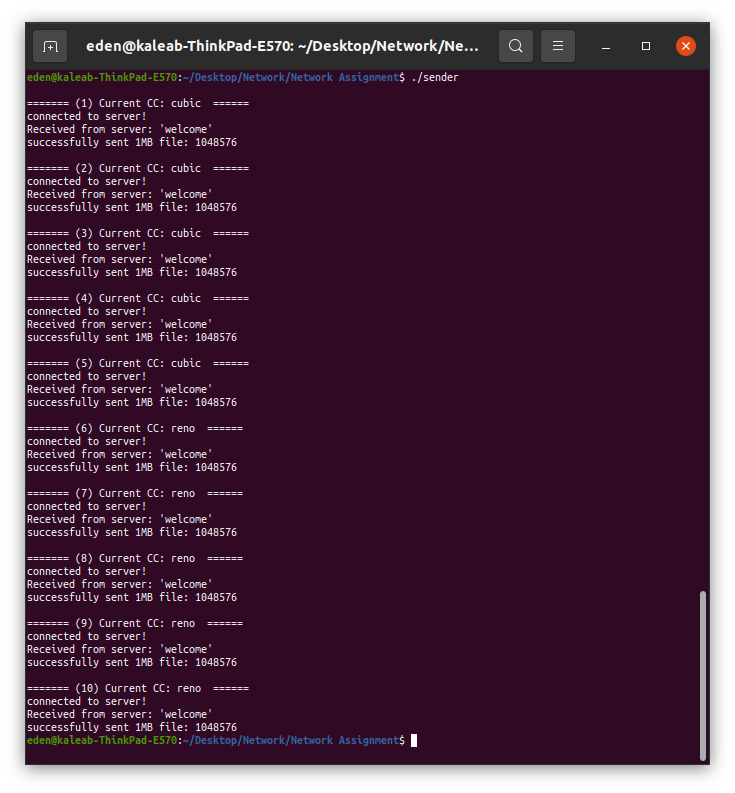 eden@kaleab-ThinkPad-E570: ~/Desktop/Network/Ne...
eden@kaleab-ThinkPad-E570:~/Desktop/Network/Network Assignment$ ./sender
======= (1) Current CC: cubic  ======
connected to server!
Received from server: 'welcome'
successfully sent 1MB file: 1048576
======= (2) Current CC: cubic  ======
connected to server!
Received from server: 'welcome'
successfully sent 1MB file: 1048576
======= (3) Current CC: cubic  ======
connected to server!
Received from server: 'welcome'
successfully sent 1MB file: 1048576
======= (4) Current CC: cubic  ======
connected to server!
Received from server: 'welcome'
successfully sent 1MB file: 1048576
======= (5) Current CC: cubic  ======
connected to server!
Received from server: 'welcome'
successfully sent 1MB file: 1048576
======= (6) Current CC: reno  ======
connected to server!
Received from server: 'welcome'
successfully sent 1MB file: 1048576
======= (7) Current CC: reno  ======
connected to server!
Received from server: 'welcome'
successfully sent 1MB file: 1048576
======= (8) Current CC: reno  ======
connected to server!
Received from server: 'welcome'
successfully sent 1MB file: 1048576
======= (9) Current CC: reno  ======
connected to server!
Received from server: 'welcome'
successfully sent 1MB file: 1048576
======= (10) Current CC: reno  ======
connected to server!
Received from server: 'welcome'
successfully sent 1MB file: 1048576
eden@kaleab-ThinkPad-E570:~/Desktop/Network/Network Assignment$